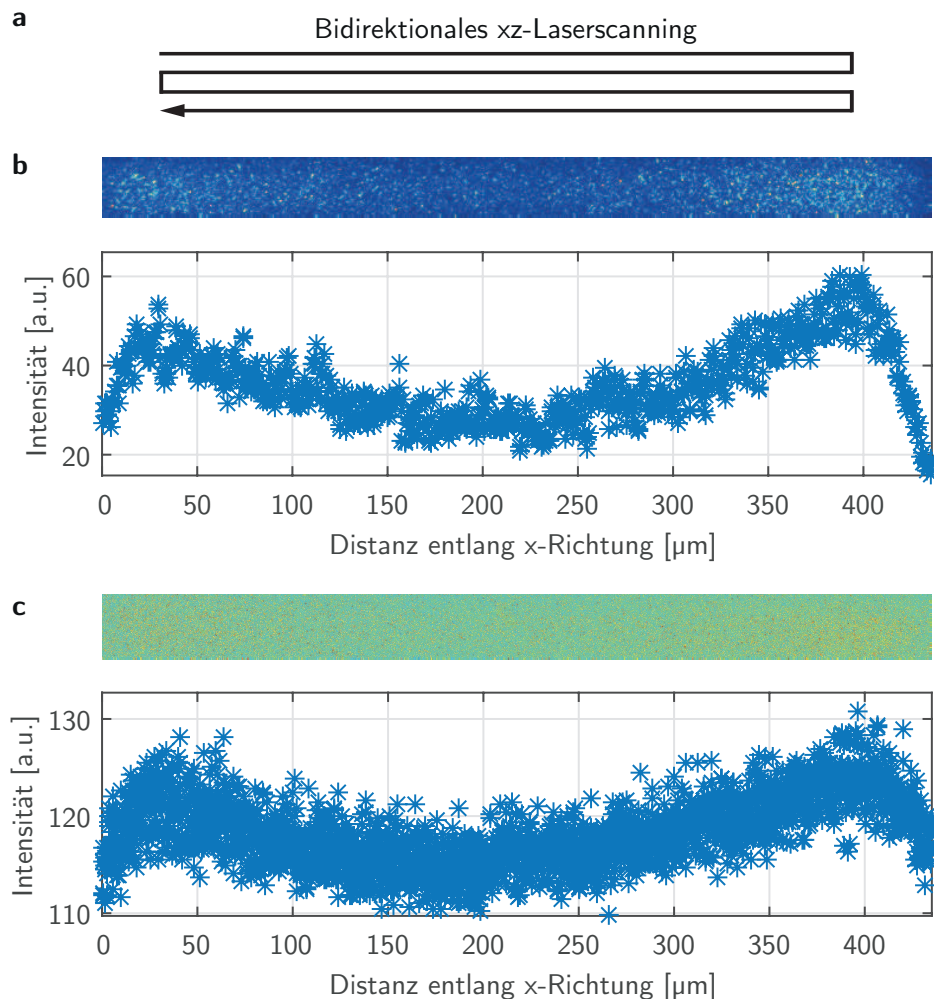 a
Bidirektionales xz-Laserscanning
b
60
40
20
Intensität [a.u.]
0 50 100 150 200 250 300 350 400
Distanz entlang x-Richtung [µm]
c
130
120
110
Intensität [a.u.]
0 50 100 150 200 250 300 350 400
Distanz entlang x-Richtung [µm]